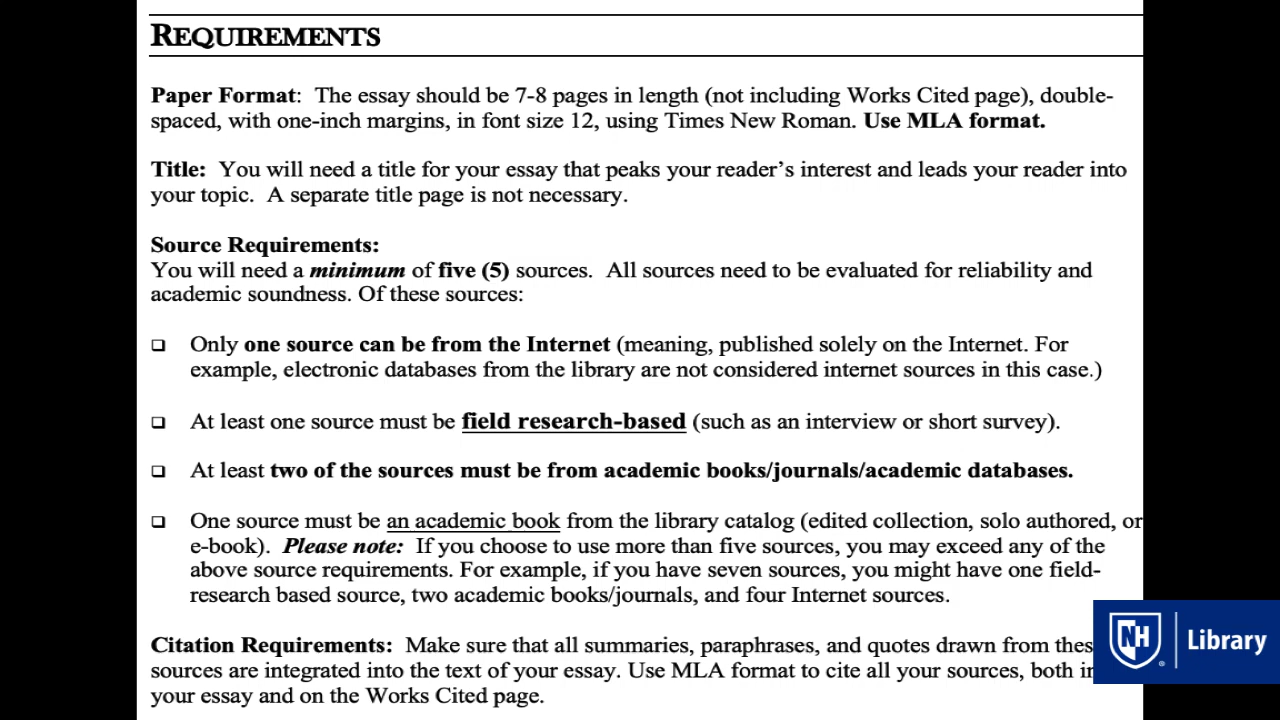 REQUIREMENTS
Paper Format: The essay should be 7-8 pages in length (not including Works Cited page), double-
spaced, with one-inch margins, in font size 12, using Times New Roman. Use MLA format.
Title: You will need a title for your essay that peaks your reader's interest and leads your reader into
your topic. A separate title page is not necessary.
Source Requirements:
You will need a minimum of five (5) sources. All sources need to be evaluated for reliability and
academic soundness. Of these sources:
❑ Only one source can be from the Internet (meaning, published solely on the Internet. For
example, electronic databases from the library are not considered internet sources in this case.)
❑ At least one source must be field research-based (such as an interview or short survey).
❑ At least two of the sources must be from academic books/journals/academic databases.
❑ One source must be an academic book from the library catalog (edited collection, solo authored, or
e-book). Please note: If you choose to use more than five sources, you may exceed any of the
above source requirements. For example, if you have seven sources, you might have one field-
research based source, two academic books/journals, and four Internet sources.
Citation Requirements: Make sure that all summaries, paraphrases, and quotes drawn from
sources are integrated into the text of your essay. Use MLA format to cite all your sources, both
your essay and on the Works Cited page.
NH
®
Library